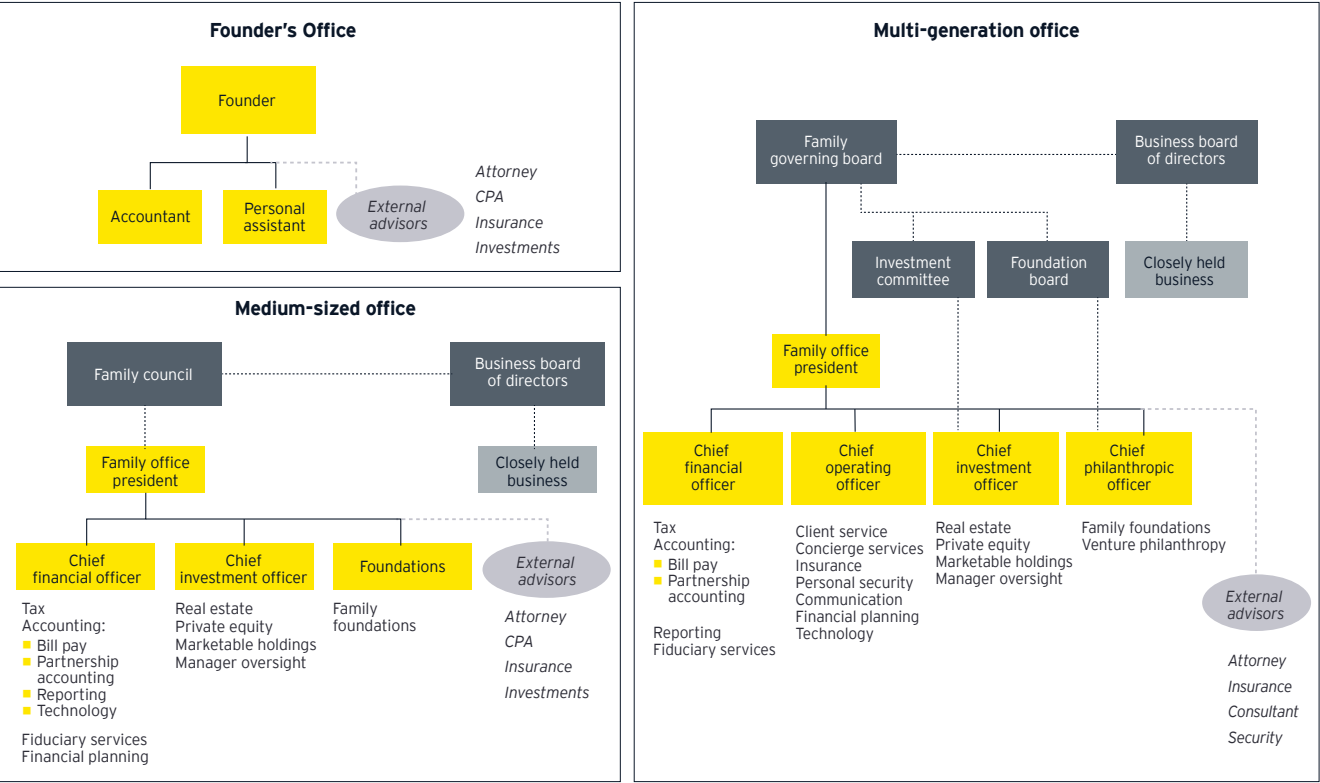 Founder's Office
Founder
Accountant
Personal
assistant
External
advisors
Attorney
CPA
Insurance
Investments
Medium-sized office
Family council
Business board
of directors
Family office
president
Closely held
business
Chief
financial officer
Chief
investment officer
Foundations
External
advisors
Tax
Accounting:
Bill pay
Partnership
accounting
Reporting
Technology
Fiduciary services
Financial planning
Real estate
Private equity
Marketable holdings
Manager oversight
Family
foundations
Attorney
CPA
Insurance
Investments
Multi-generation office
Family
governing board
Business board
of directors
Investment
committee
Foundation
board
Closely held
business
Family office
president
Chief
financial
officer
Chief
operating
officer
Chief
investment
officer
Chief
philanthropic
officer
Tax
Accounting:
Bill pay
Partnership
accounting
Reporting
Fiduciary services
Client service
Concierge services
Insurance
Personal security
Communication
Financial planning
Technology
Real estate
Private equity
Marketable holdings
Manager oversight
Family foundations
Venture philanthropy
External
advisors
Attorney
Insurance
Consultant
Security